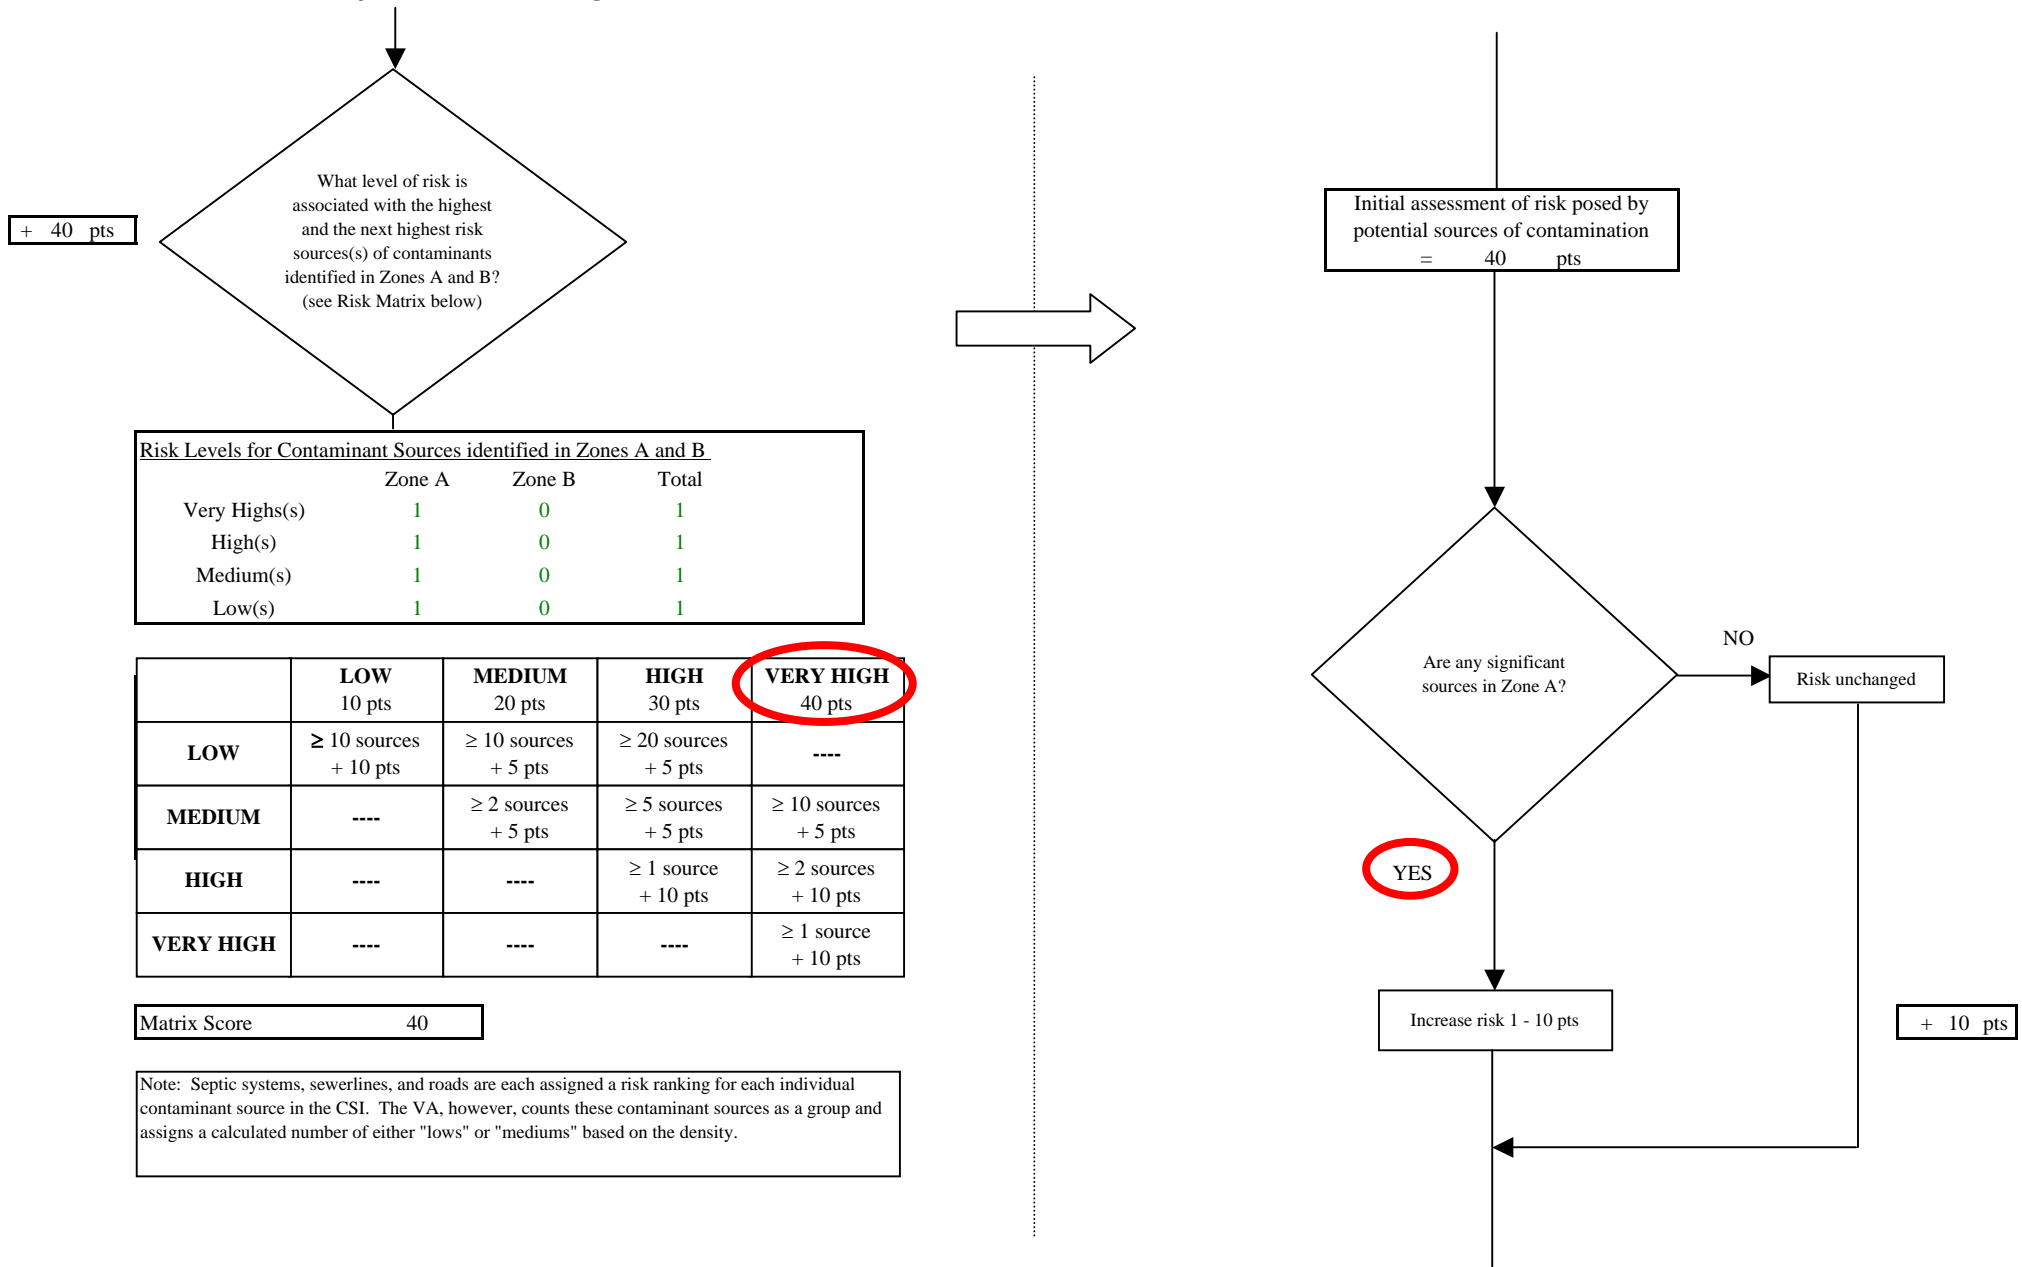 What level of risk is
associated with the highest
and the next highest risk
sources(s) of contaminants
identified in Zones A and B?
(see Risk Matrix below)
+ 40 pts
Risk Levels for Contaminant Sources identified in Zones A and B
Zone A Zone B Total
Very Highs(s) 1 0 1
High(s) 1 0 1
Medium(s) 1 0 1
Low(s) 1 0 1
LOW MEDIUM HIGH VERY HIGH
10 pts 20 pts 30 pts 40 pts
LOW ≥ 10 sources ≥ 10 sources ≥ 20 sources ----
+ 10 pts + 5 pts + 5 pts
MEDIUM ---- ≥ 2 sources ≥ 5 sources ≥ 10 sources
+ 5 pts + 5 pts + 5 pts
HIGH ---- ---- ≥ 1 source ≥ 2 sources
+ 10 pts + 10 pts
VERY HIGH ---- ---- ---- ≥ 1 source
+ 10 pts
Matrix Score 40
Note: Septic systems, sewerlines, and roads are each assigned a risk ranking for each individual
contaminant source in the CSI. The VA, however, counts these contaminant sources as a group and
assigns a calculated number of either "lows" or "mediums" based on the density.
Initial assessment of risk posed by
potential sources of contamination
= 40 pts
Are any significant
sources in Zone A?
NO
Risk unchanged
YES
Increase risk 1 - 10 pts
+ 10 pts